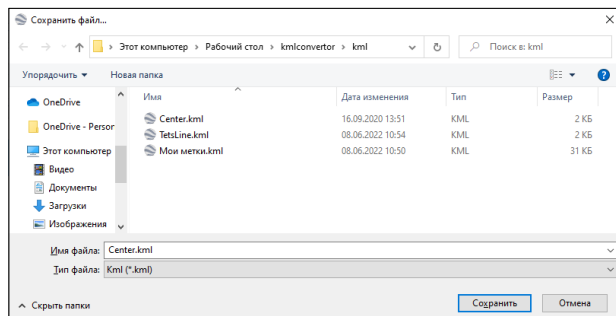 Сохранить файл...
Этот компьютер › Рабочий стол › kmlconvertor › kml
Поиск в: kml
Упорядочить
Новая папка
Имя Дата изменения Тип Размер
OneDrive
OneDrive - Person
Этот компьютер
Видео
Документы
Загрузки
Изображения
Center.kml 16.09.2020 13:51 KML 2 КБ
TetsLine.kml 08.06.2022 10:54 KML 2 КБ
Мои метки.kml 08.06.2022 10:50 KML 31 КБ
Имя файла: Center.kml
Тип файла: Kml (*.kml)
Скрыть папки
Сохранить
Отмена